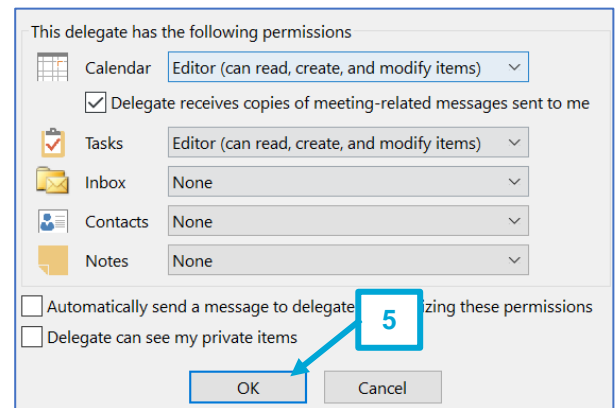 This delegate has the following permissions
Calendar Editor (can read, create, and modify items)
Delegate receives copies of meeting-related messages sent to me
Tasks Editor (can read, create, and modify items)
Inbox None
Contacts None
Notes None
Automatically send a message to delegate izing these permissions
5
Delegate can see my private items
OK Cancel